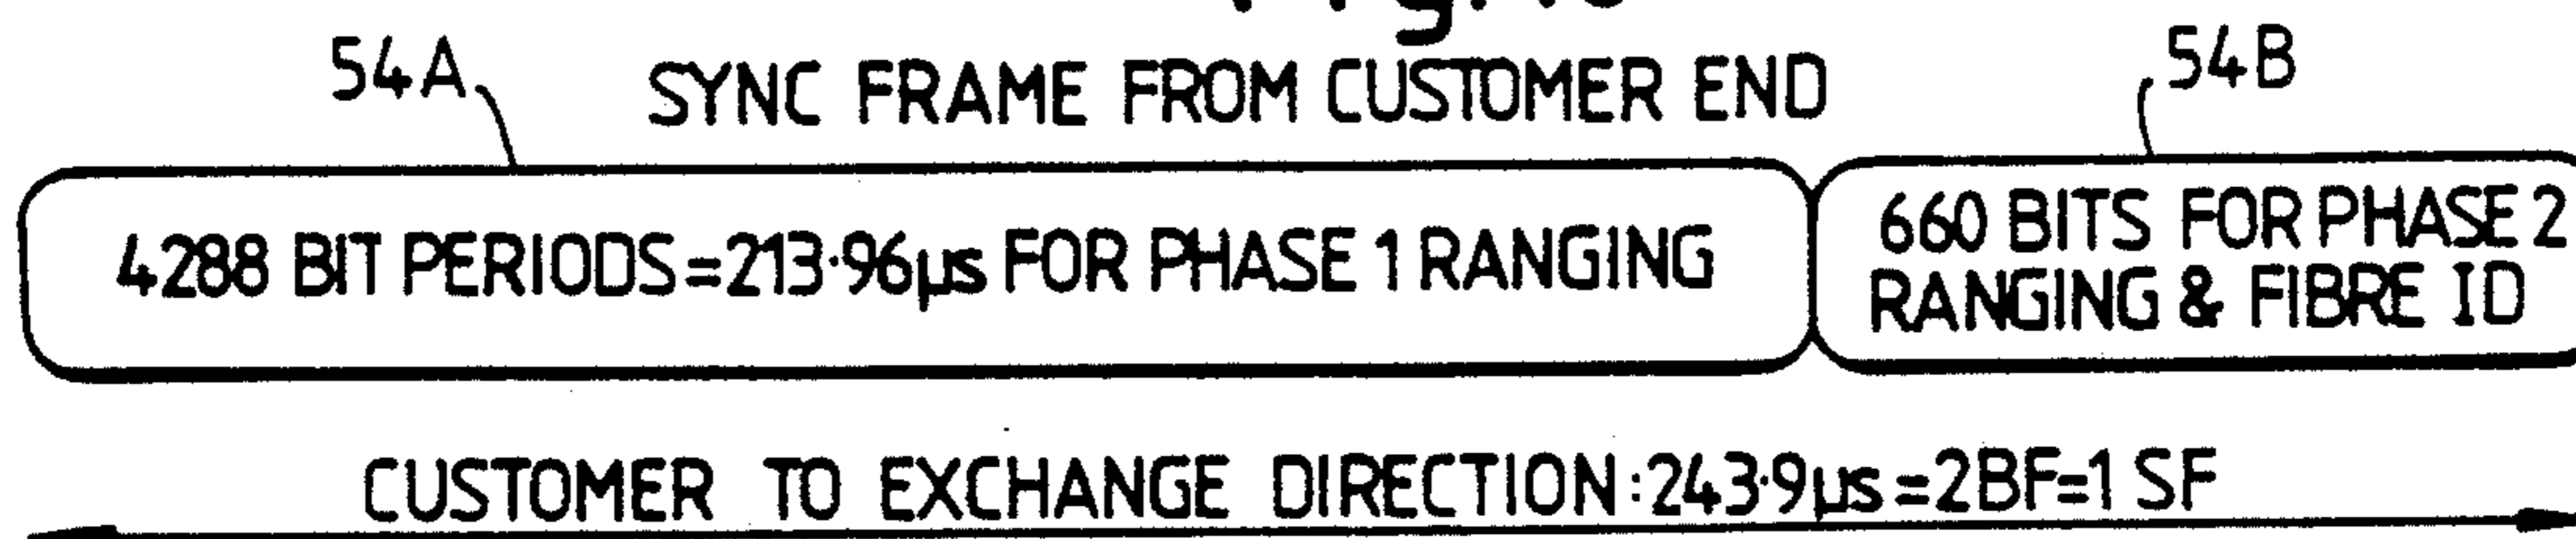 54A
SYNC FRAME FROM CUSTOMER END
54B
4288 BIT PERIODS=213·96µs FOR PHASE 1 RANGING
660 BITS FOR PHASE 2
RANGING & FIBRE ID
CUSTOMER TO EXCHANGE DIRECTION:243·9µs=2BF=1 SF